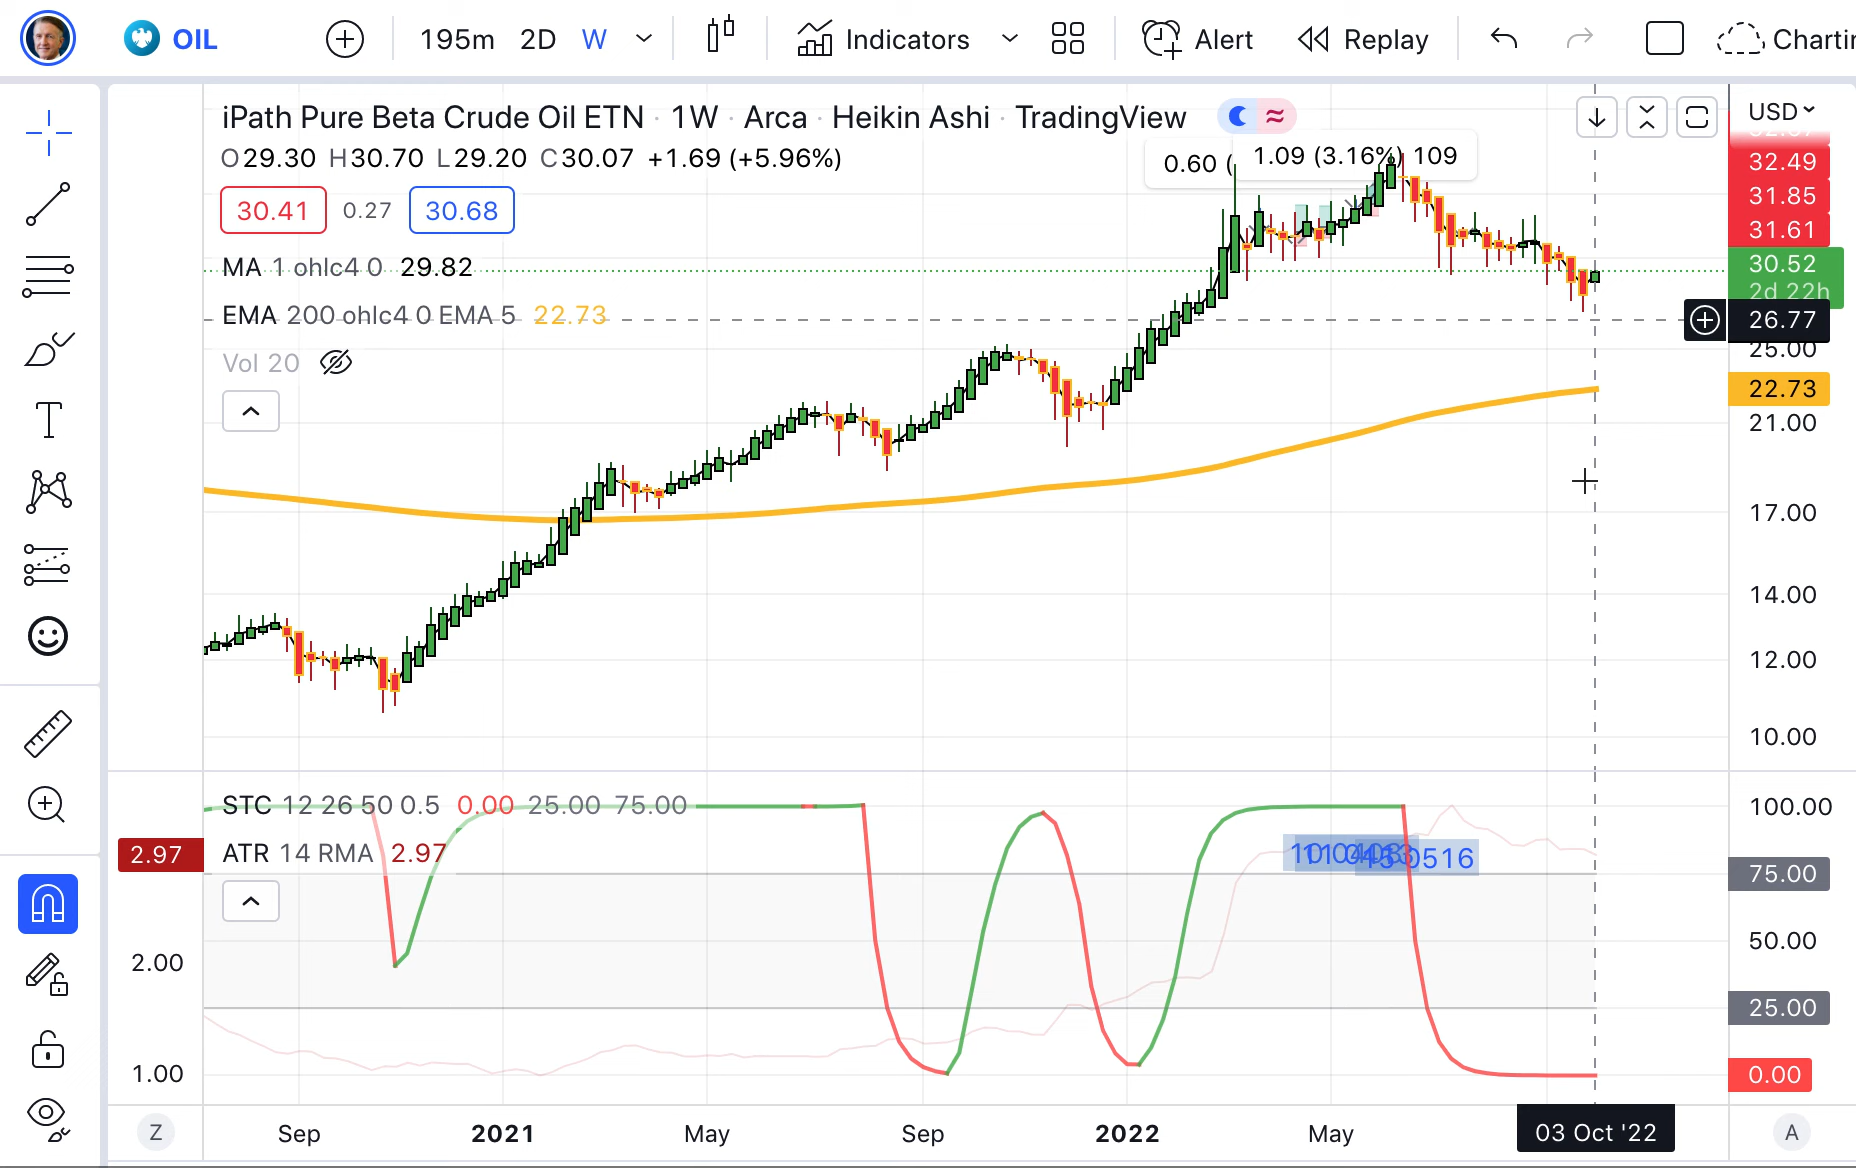 OIL 195m 2D W Indicators Alert Replay
iPath Pure Beta Crude Oil ETN · 1W · Arca · Heikin Ashi · TradingView
USD
O29.30 H30.70 L29.20 C30.07 +1.69 (+5.96%)
0.60 ( 1.09 (3.16%) 109
32.49
31.85
30.41 0.27 30.68
31.61
MA 1 ohlc4 0 29.82
30.52
2d 22h
EMA 200 ohlc4 0 EMA 5 22.73
26.77
25.00
Vol 20
22.73
21.00
17.00
14.00
12.00
10.00
STC 12 26 50 0.5 0.00 25.00 75.00
100.00
2.97
ATR 14 RMA 2.97
75.00
50.00
2.00
25.00
1.00
0.00
Z Sep 2021 May Sep 2022 May 03 Oct '22 A